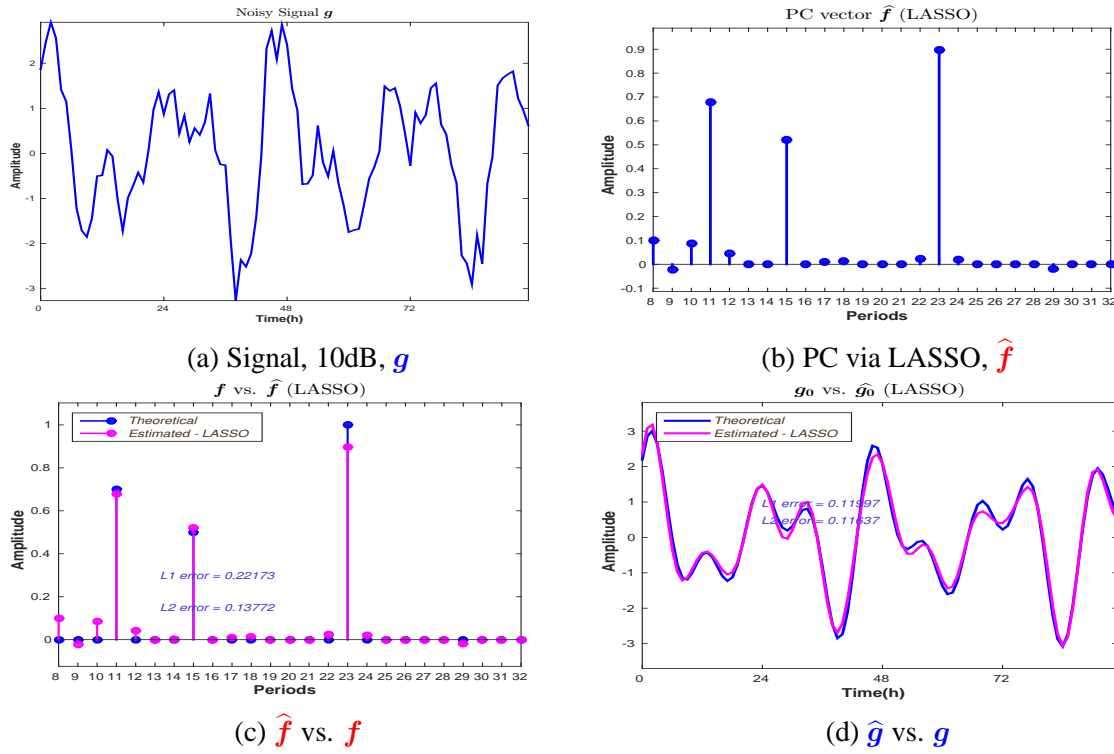 Noisy Signal g
Amplitude
2
1
0
-1
-2
-3
0 24 48 72
Time(h)
(a) Signal, 10dB, g
PC vector f̂ (LASSO)
Amplitude
0.9
0.8
0.7
0.6
0.5
0.4
0.3
0.2
0.1
0
-0.1
8 9 10 11 12 13 14 15 16 17 18 19 20 21 22 23 24 25 26 27 28 29 30 31 32
Periods
(b) PC via LASSO, f̂
f vs. f̂ (LASSO)
Theoretical
Estimated - LASSO
Amplitude
1
0.8
0.6
0.4
0.2
0
L1 error = 0.22173
L2 error = 0.13772
8 9 10 11 12 13 14 15 16 17 18 19 20 21 22 23 24 25 26 27 28 29 30 31 32
Periods
(c) f̂ vs. f
g₀ vs. ĝ₀ (LASSO)
Theoretical
Estimated - LASSO
Amplitude
3
2
1
0
-1
-2
-3
L1 error = 0.11997
L2 error = 0.11637
0 24 48 72
Time(h)
(d) ĝ vs. g